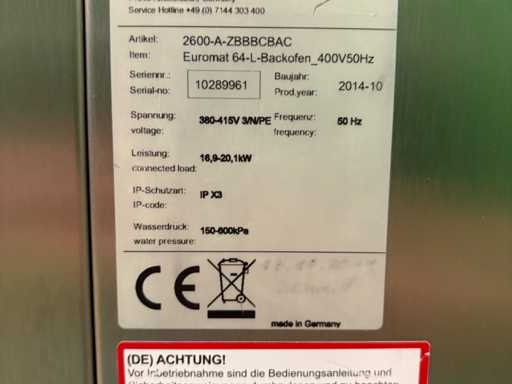 Service Hotline +49 (0) 7144 303 400
Artikel: 2600-A-ZBBBCBAC
Item: Euromat 64-L-Backofen_400V50Hz
Seriennr.: Baujahr:
Serial-no: 10289961 Prod.year: 2014-10
Spannung: 380-415V 3/N/PE Frequenz: 50 Hz
voltage: frequency:
Leistung: 16,9-20,1kW
connected load:
IP-Schutzart: IP X3
IP-code:
Wasserdruck: 150-600kPa
water pressure:
CE
made in Germany
(DE) ACHTUNG!
Vor Inbetriebnahme sind die Bedienungsanleitung und